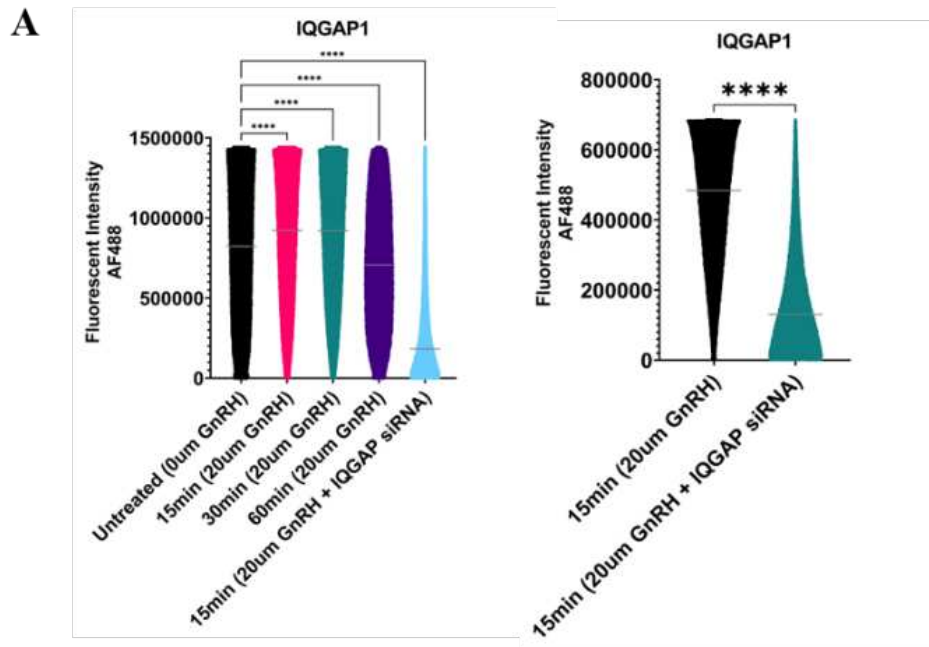 A
IQGAP1
****
****
****
****
1500000
1000000
500000
0
Fluorescent Intensity
AF488
Untreated (0um GnRH)
15min (20um GnRH)
30min (20um GnRH)
60min (20um GnRH)
15min (20um GnRH + IQGAP siRNA)
IQGAP1
****
800000
600000
400000
200000
0
Fluorescent Intensity
AF488
15min (20um GnRH)
15min (20um GnRH + IQGAP siRNA)